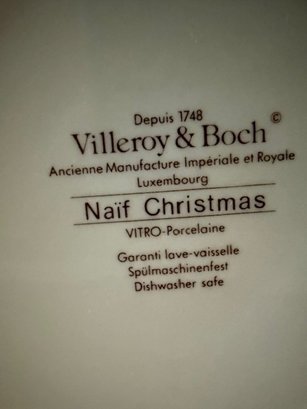 Depuis 1748
Villeroy & Boch ©
Ancienne Manufacture Impériale et Royale
Luxembourg
Naïf Christmas
VITRO-Porcelaine
Garanti lave-vaisselle
Spülmaschinenfest
Dishwasher safe